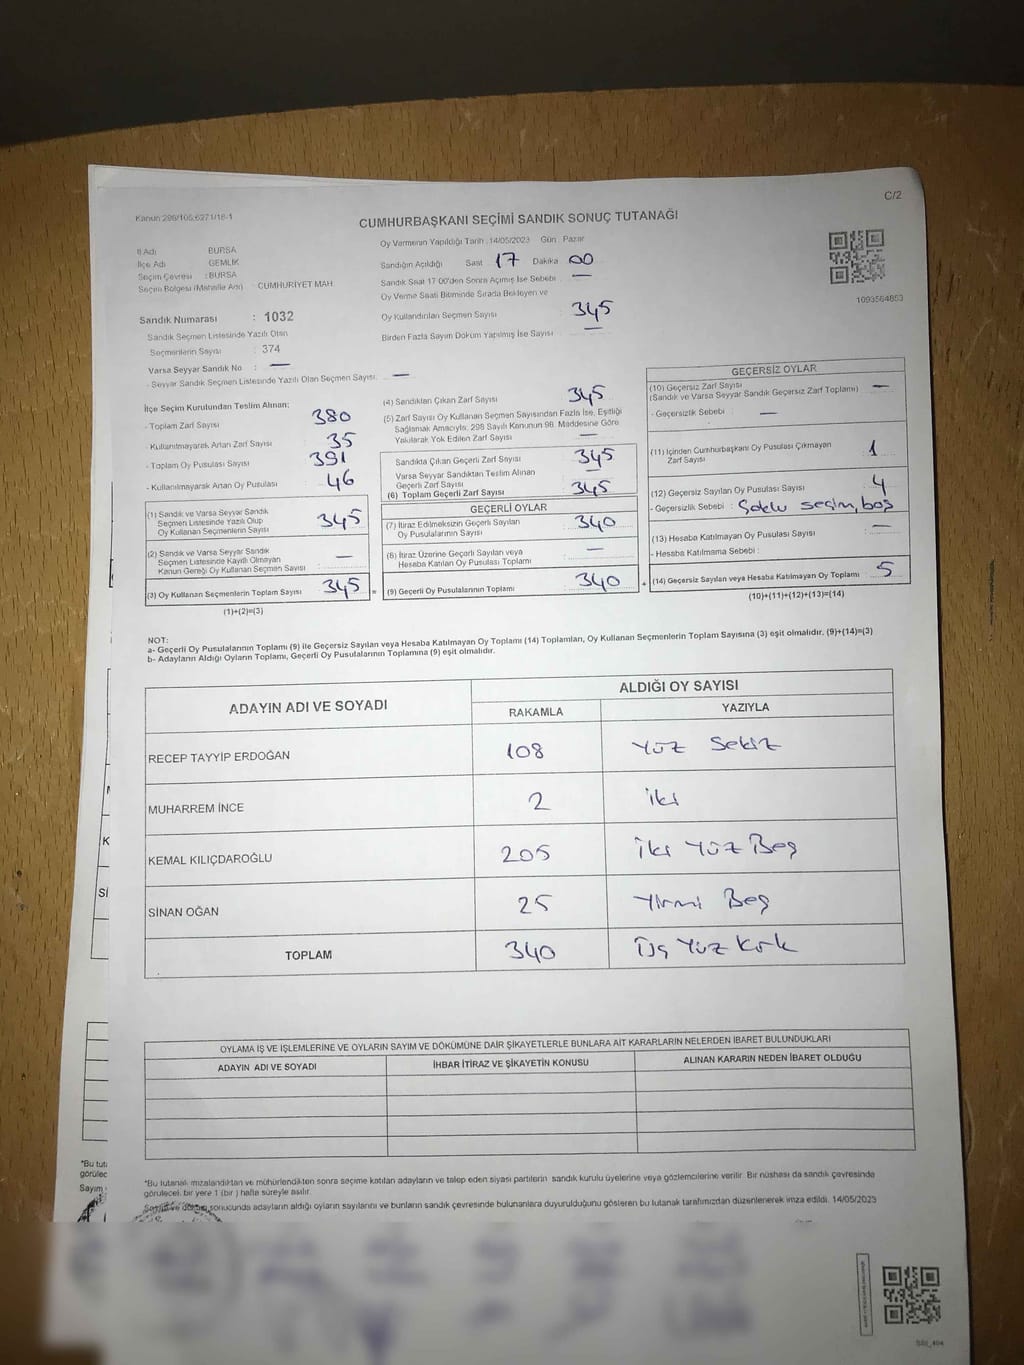 C/2
Kanun 298/105,6271/18-1
CUMHURBAŞKANI SEÇİMİ SANDIK SONUÇ TUTANAĞI
İl Adı BURSA
İlçe Adı GEMLİK
Seçim Çevresi : BURSA
Seçim Bölgesi (Mahalle Adı) : CUMHURİYET MAH
Sandık Numarası : 1032
Sandık Seçmen Listesinde Yazılı Olan
Seçmenlerin Sayısı : 374
Varsa Seyyar Sandık No : —
- Seyyar Sandık Seçmen Listesinde Yazılı Olan Seçmen Sayısı: —
Oy Vermenin Yapıldığı Tarih :14/05/2023 Gün : Pazar
Sandığın Açıldığı Saat 17 Dakika 00
Sandık Saat 17:00'den Sonra Açılmış İse Sebebi : —
Oy Verme Saati Bitiminde Sırada Bekleyen ve
Oy Kullandırılan Seçmen Sayısı : 345
Birden Fazla Sayım Döküm Yapılmış İse Sayısı : —
1093564853
İlçe Seçim Kurulundan Teslim Alınan:
- Toplam Zarf Sayısı : 380
- Kullanılmayarak Artan Zarf Sayısı : 35
- Toplam Oy Pusulası Sayısı : 391
- Kullanılmayarak Artan Oy Pusulası : 46
(1) Sandık ve Varsa Seyyar Sandık
Seçmen Listesinde Yazılı Olup
Oy Kullanan Seçmenlerin Sayısı : 345
(2) Sandık ve Varsa Seyyar Sandık
Seçmen Listesinde Kayıtlı Olmayan
Kanun Gereği Oy Kullanan Seçmen Sayısı : —
(3) Oy Kullanan Seçmenlerin Toplam Sayısı : 345 =
(1)+(2)=(3)
(4) Sandıktan Çıkan Zarf Sayısı : 345
(5) Zarf Sayısı Oy Kullanan Seçmen Sayısından Fazla İse, Eşitliği
Sağlamak Amacıyla, 298 Sayılı Kanunun 98. Maddesine Göre
Yakılarak Yok Edilen Zarf Sayısı : —
Sandıkta Çıkan Geçerli Zarf Sayısı : 345
Varsa Seyyar Sandıktan Teslim Alınan
Geçerli Zarf Sayısı :
(6) Toplam Geçerli Zarf Sayısı : 345
GEÇERLİ OYLAR
(7) İtiraz Edilmeksizin Geçerli Sayılan
Oy Pusulalarının Sayısı : 340
(8) İtiraz Üzerine Geçerli Sayılan veya
Hesaba Katılan Oy Pusulası Toplamı : —
(9) Geçerli Oy Pusulalarının Toplamı : 340 +
GEÇERSİZ OYLAR
(10) Geçersiz Zarf Sayısı
(Sandık ve Varsa Seyyar Sandık Geçersiz Zarf Toplamı) : —
- Geçersizlik Sebebi : —
(11) İçinden Cumhurbaşkanı Oy Pusulası Çıkmayan
Zarf Sayısı : 1
(12) Geçersiz Sayılan Oy Pusulası Sayısı : 4
- Geçersizlik Sebebi : Çoklu seçim, boş
(13) Hesaba Katılmayan Oy Pusulası Sayısı : —
- Hesaba Katılmama Sebebi :
(14) Geçersiz Sayılan veya Hesaba Katılmayan Oy Toplamı : 5
(10)+(11)+(12)+(13)=(14)
NOT:
a- Geçerli Oy Pusulalarının Toplamı (9) ile Geçersiz Sayılan veya Hesaba Katılmayan Oy Toplamı (14) Toplamları, Oy Kullanan Seçmenlerin Toplam Sayısına (3) eşit olmalıdır. (9)+(14)=(3)
b- Adayların Aldığı Oyların Toplamı, Geçerli Oy Pusulalarının Toplamına (9) eşit olmalıdır.
ADAYIN ADI VE SOYADI
ALDIĞI OY SAYISI
RAKAMLA YAZIYLA
RECEP TAYYİP ERDOĞAN 108 Yüz Sekiz
MUHARREM İNCE 2 iki
KEMAL KILIÇDAROĞLU 205 iki Yüz Beş
SİNAN OĞAN 25 Yirmi Beş
TOPLAM 340 Üç Yüz Kırk
OYLAMA İŞ VE İŞLEMLERİNE VE OYLARIN SAYIM VE DÖKÜMÜNE DAİR ŞİKAYETLERLE BUNLARA AİT KARARLARIN NELERDEN İBARET BULUNDUKLARI
ADAYIN ADI VE SOYADI İHBAR İTİRAZ VE ŞİKAYETİN KONUSU ALINAN KARARIN NEDEN İBARET OLDUĞU
*Bu tutanak, imzalandıktan ve mühürlendikten sonra seçime katılan adayların ve talep eden siyasi partilerin sandık kurulu üyelerine veya gözlemcilerine verilir. Bir nüshası da sandık çevresinde
görülecek bir yere 1 (bir ) hafta süreyle asılır.
Sayım ve döküm sonucunda adayların aldığı oyların sayılarını ve bunların sandık çevresinde bulunanlara duyurulduğunu gösteren bu tutanak tarafımızdan düzenlenerek imza edildi. 14/05/2023
*Bu tuta
görülec
Sayım